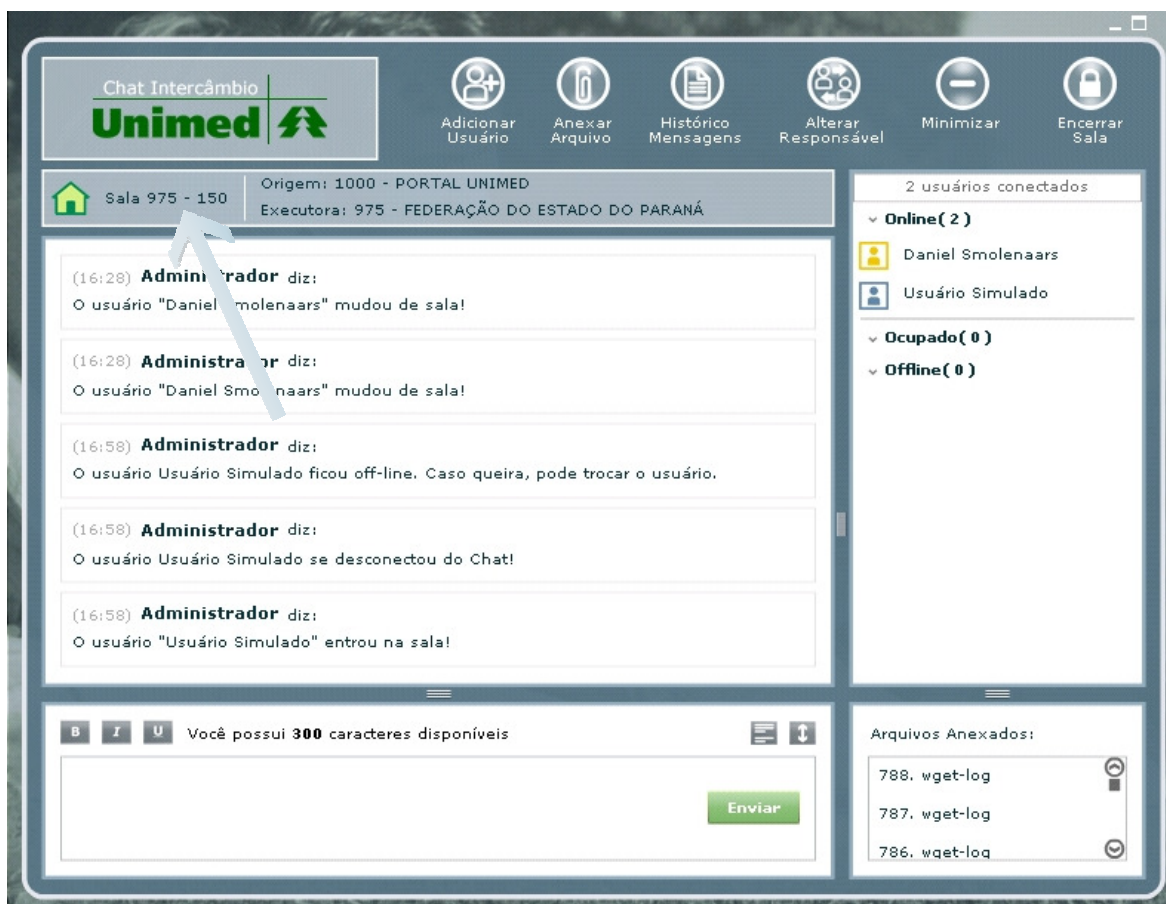 Chat Intercâmbio
Unimed
Adicionar
Usuário
Anexar
Arquivo
Histórico
Mensagens
Alterar
Responsável
Minimizar
Encerrar
Sala
Sala 975 - 150
Origem: 1000 - PORTAL UNIMED
Executora: 975 - FEDERAÇÃO DO ESTADO DO PARANÁ
(16:28) Administrador diz:
O usuário "Daniel Smolenaars" mudou de sala!
(16:28) Administrador diz:
O usuário "Daniel Smolenaars" mudou de sala!
(16:58) Administrador diz:
O usuário Usuário Simulado ficou off-line. Caso queira, pode trocar o usuário.
(16:58) Administrador diz:
O usuário Usuário Simulado se desconectou do Chat!
(16:58) Administrador diz:
O usuário "Usuário Simulado" entrou na sala!
2 usuários conectados
Online( 2 )
Daniel Smolenaars
Usuário Simulado
Ocupado( 0 )
Offline( 0 )
B I U Você possui 300 caracteres disponíveis
Enviar
Arquivos Anexados:
788. wget-log
787. wget-log
786. wget-log